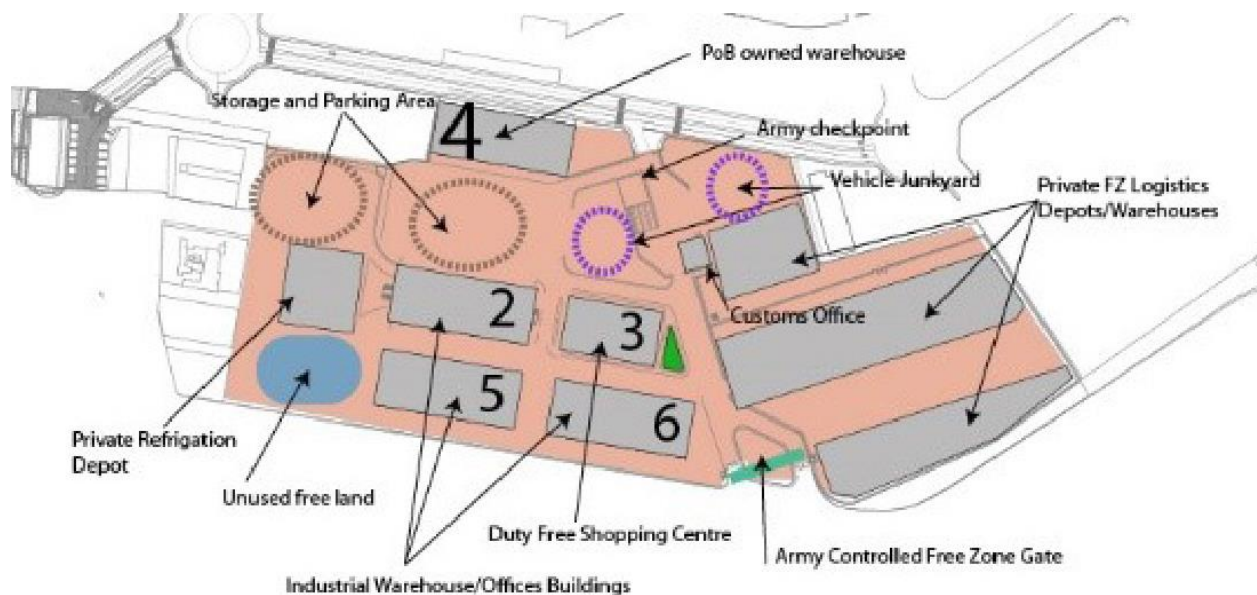 PoB owned warehouse
Storage and Parking Area
4
Army checkpoint
Vehicle Junkyard
Private FZ Logistics
Depots/Warehouses
2
3
Customs Office
5
6
Private Refrigation
Depot
Unused free land
Duty Free Shopping Centre
Army Controlled Free Zone Gate
Industrial Warehouse/Offices Buildings